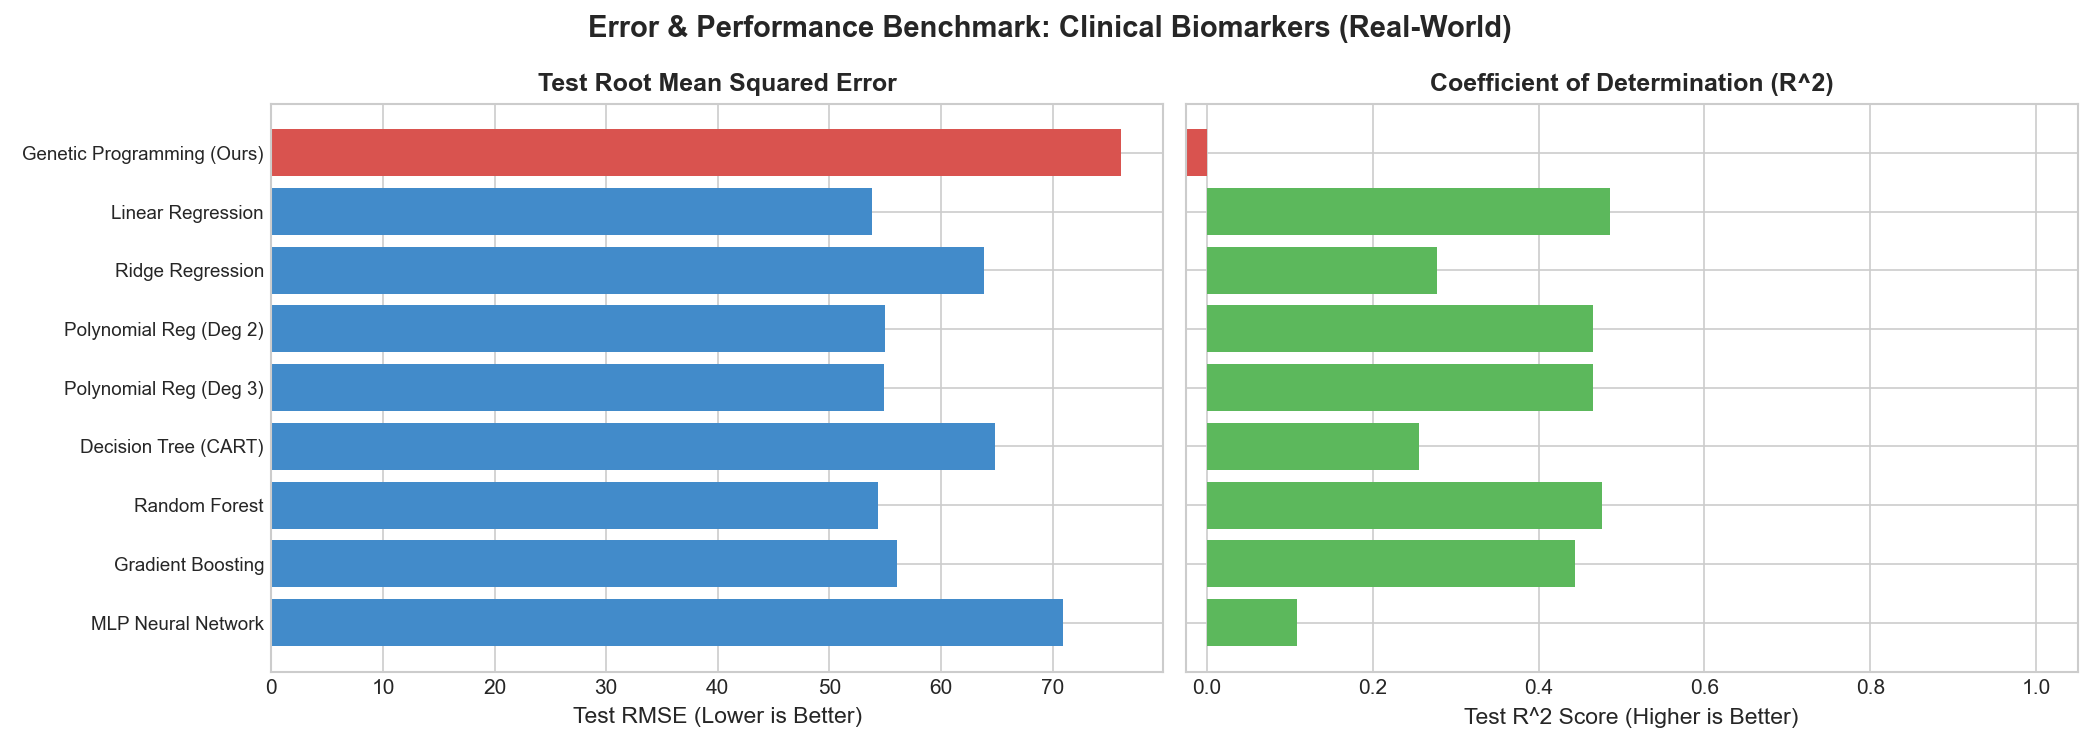 Error & Performance Benchmark: Clinical Biomarkers (Real-World)
Test Root Mean Squared Error
Genetic Programming (Ours)
Linear Regression
Ridge Regression
Polynomial Reg (Deg 2)
Polynomial Reg (Deg 3)
Decision Tree (CART)
Random Forest
Gradient Boosting
MLP Neural Network
0 10 20 30 40 50 60 70
Test RMSE (Lower is Better)
Coefficient of Determination (R^2)
0.0 0.2 0.4 0.6 0.8 1.0
Test R^2 Score (Higher is Better)